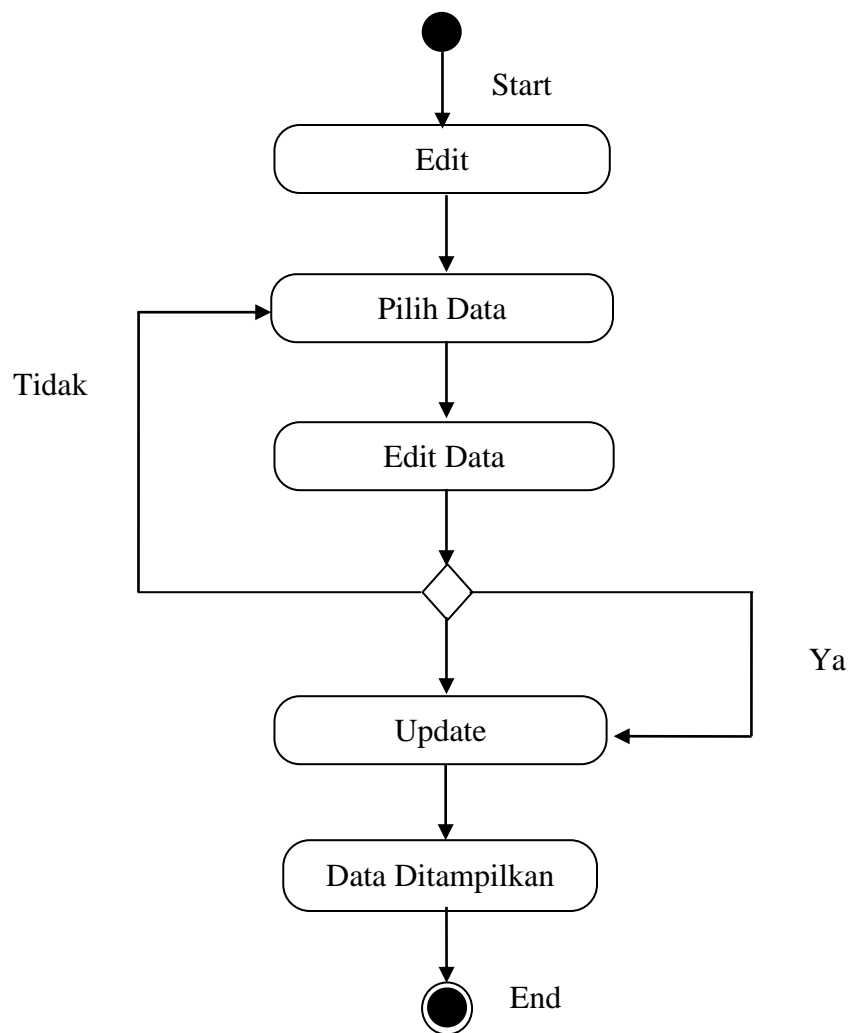 Start
Edit
Pilih Data
Tidak
Edit Data
Ya
Update
Data Ditampilkan
End